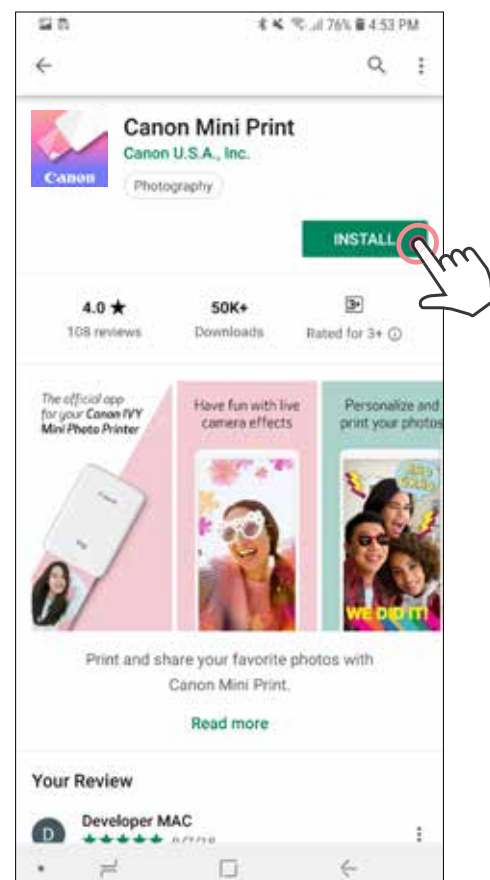 76% 4:53 PM
Canon Mini Print
Canon U.S.A., Inc.
Canon
Photography
INSTALL
4.0 ★
50K+
3+
108 reviews
Downloads
Rated for 3+
The official app
for your Canon IVY
Mini Photo Printer
Have fun with live
camera effects
Personalize and
print your photos
Canon
WE DID IT!
Print and share your favorite photos with
Canon Mini Print.
Read more
Your Review
D
Developer MAC